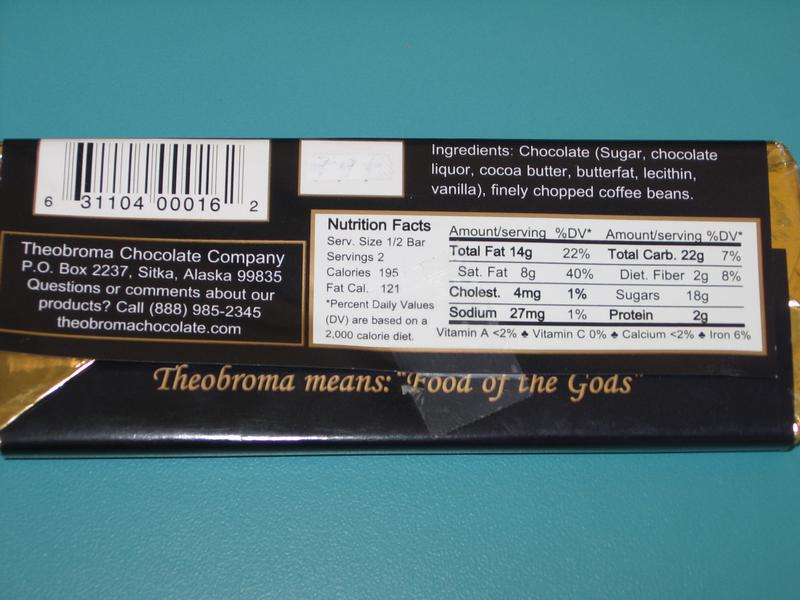 6 31104 00016 2
Ingredients: Chocolate (Sugar, chocolate
liquor, cocoa butter, butterfat, lecithin,
vanilla), finely chopped coffee beans.
Theobroma Chocolate Company
P.O. Box 2237, Sitka, Alaska 99835
Questions or comments about our
products? Call (888) 985-2345
theobromachocolate.com
Nutrition Facts
Serv. Size 1/2 Bar
Servings 2
Calories 195
Fat Cal. 121
*Percent Daily Values
(DV) are based on a
2,000 calorie diet.
Amount/serving %DV* Amount/serving %DV*
Total Fat 14g 22% Total Carb. 22g 7%
Sat. Fat 8g 40% Diet. Fiber 2g 8%
Cholest. 4mg 1% Sugars 18g
Sodium 27mg 1% Protein 2g
Vitamin A <2% ♣ Vitamin C 0% ♣ Calcium <2% ♣ Iron 6%
Theobroma means: "Food of the Gods"